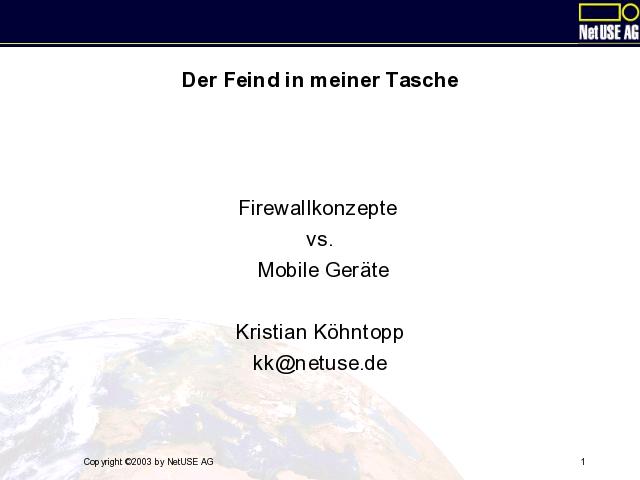 NetUSE AG
Der Feind in meiner Tasche
Firewallkonzepte
vs.
Mobile Geräte
Kristian Köhntopp
kk@netuse.de
Copyright ©2003 by NetUSE AG
1